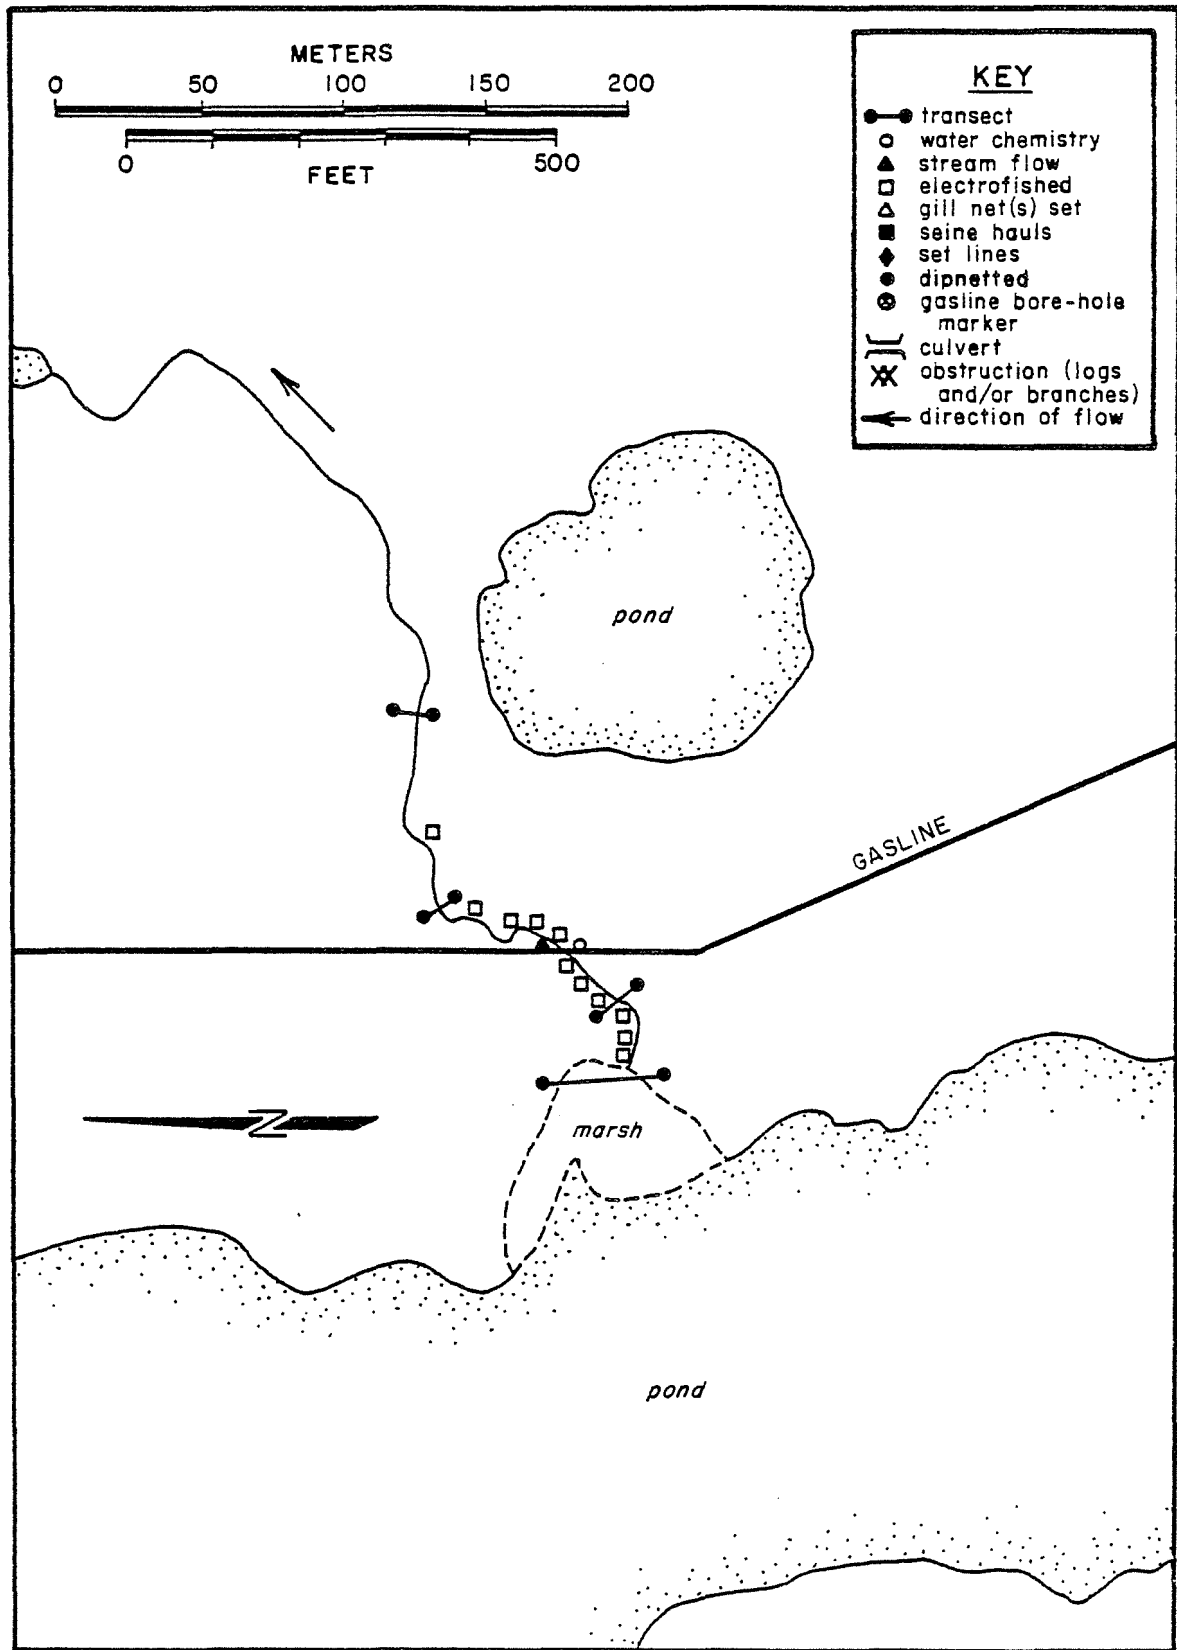 METERS
0 50 100 150 200
0 500
FEET
KEY
transect
water chemistry
stream flow
electrofished
gill net(s) set
seine hauls
set lines
dipnetted
gasline bore-hole
marker
culvert
obstruction (logs
and/or branches)
direction of flow
pond
GASLINE
N
marsh
pond